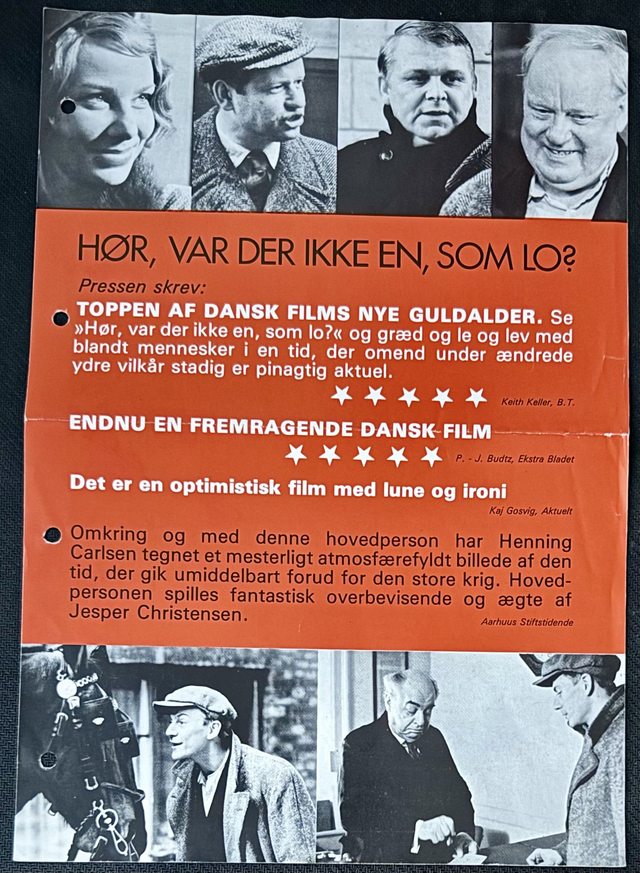 HØR, VAR DER IKKE EN, SOM LO?
Pressen skrev:
TOPPEN AF DANSK FILMS NYE GULDALDER. Se
»Hør, var der ikke en, som lo?« og græd og le og lev med
blandt mennesker i en tid, der omend under ændrede
ydre vilkår stadig er pinagtig aktuel.
Keith Keller, B.T.
ENDNU EN FREMRAGENDE DANSK FILM
P. - J. Budtz, Ekstra Bladet
Det er en optimistisk film med lune og ironi
Kaj Gosvig, Aktuelt
Omkring og med denne hovedperson har Henning
Carlsen tegnet et mesterligt atmosfærefyldt billede af den
tid, der gik umiddelbart forud for den store krig. Hoved-
personen spilles fantastisk overbevisende og ægte af
Jesper Christensen.
Aarhuus Stiftstidende